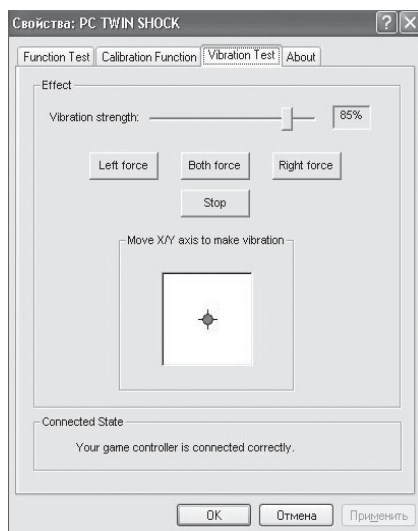 Свойства: PC TWIN SHOCK
Function Test Calibration Function Vibration Test About
Effect
Vibration strength: 85%
Left force Both force Right force
Stop
Move X/Y axis to make vibration
Connected State
Your game controller is connected correctly.
OK Отмена Применить